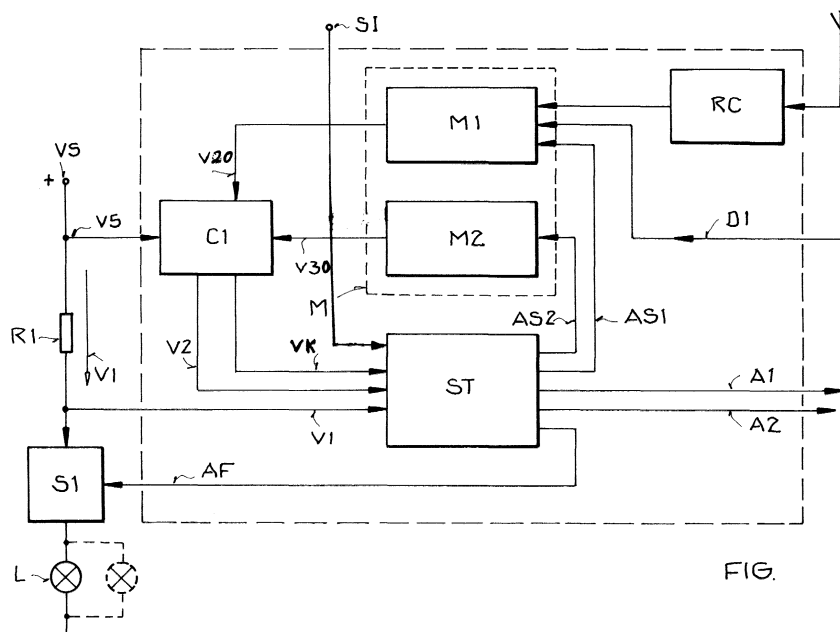 SI
VS
+
V5
V20
M1
RC
C1
M2
D1
V30
M
R1
V1
V2
VK
AS2
AS1
ST
A1
A2
V1
AF
S1
L
FIG.